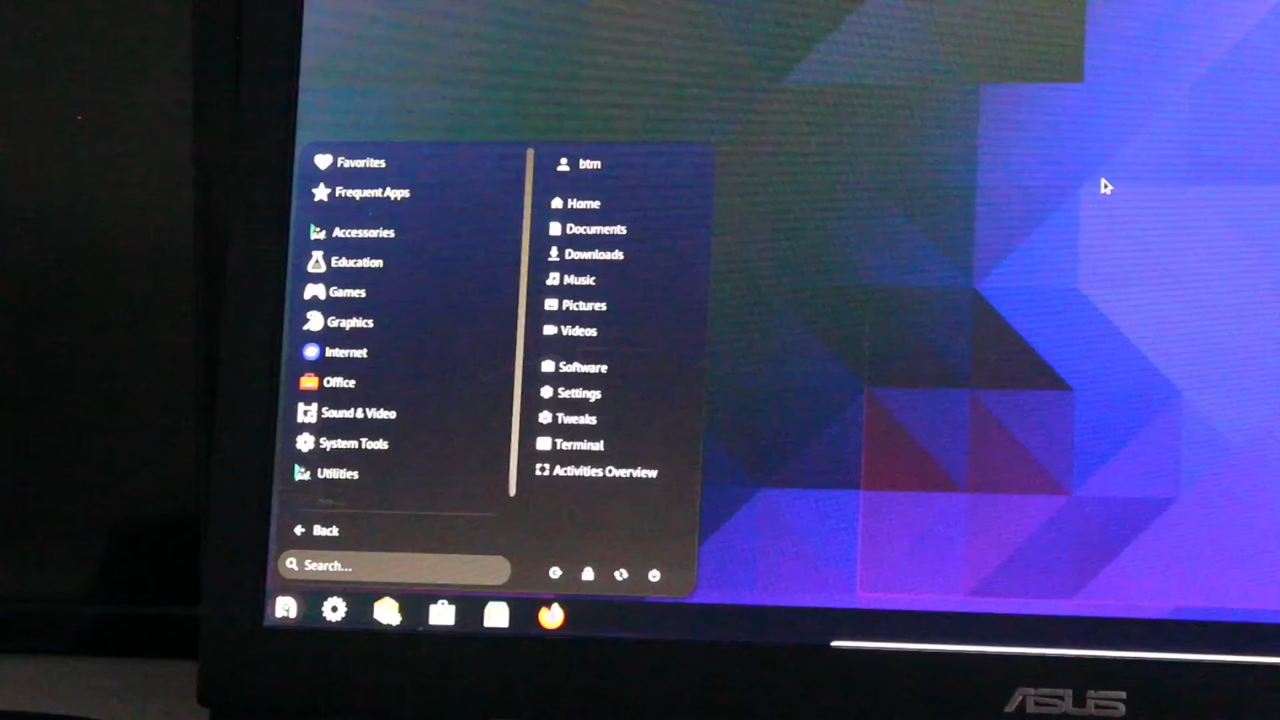 Favorites
Frequent Apps
Accessories
Education
Games
Graphics
Internet
Office
Sound & Video
System Tools
Utilities
Back
Search...
btm
Home
Documents
Downloads
Music
Pictures
Videos
Software
Settings
Tweaks
Terminal
Activities Overview
ASUS